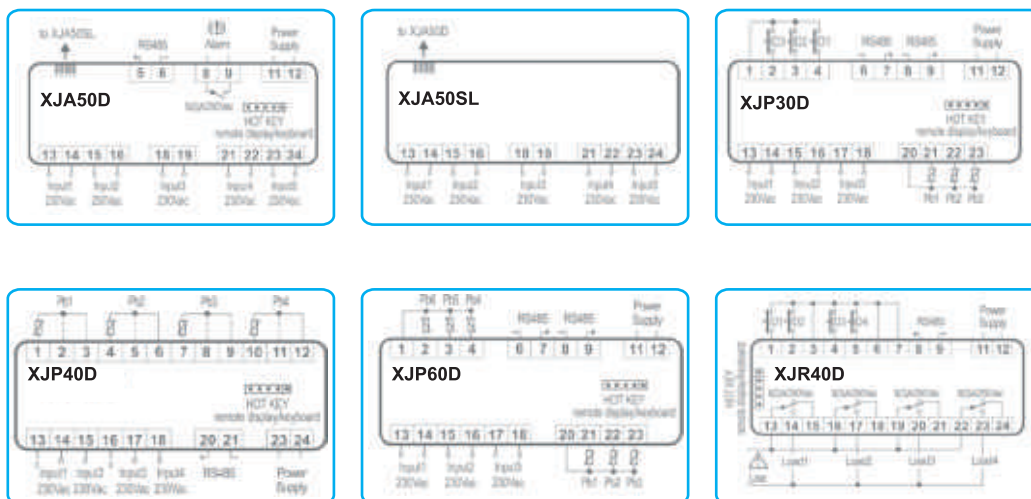 to XJA50SL
RS485
Alarm
Power
Supply
5 6
8 9
11 12
XJA50D
HOT KEY
remote display/keyboard
13 14 15 16
18 19
21 22 23 24
Input1
Input2
Input3
Input4
Input5
230Vac
230Vac
230Vac
230Vac
230Vac
to XJA50D
XJA50SL
13 14 15 16
18 19
21 22 23 24
Input1
Input2
Input3
Input4
Input5
230Vac
230Vac
230Vac
230Vac
230Vac
RS485
RS485
Power
Supply
1 2 3 4
6 7
8 9
11 12
XJP30D
HOT KEY
remote display/keyboard
13 14 15 16 17 18
20 21 22 23
Input1
Input2
Input3
230Vac
230Vac
230Vac
Pb1 Pb2 Pb3
Pb1
Pb2
Pb3
Pb4
1 2 3 4 5 6 7 8 9 10 11 12
XJP40D
HOT KEY
remote display/keyboard
13 14 15 16 17 18
20 21
23 24
Input1 Input2 Input3 Input4
230Vac 230Vac 230Vac 230Vac
RS485
Power
Supply
Pb6 Pb5 Pb4
RS485
RS485
Power
Supply
1 2 3 4
6 7
8 9
11 12
XJP60D
HOT KEY
remote display/keyboard
13 14 15 16 17 18
20 21 22 23
Input1
Input2
Input3
230Vac
230Vac
230Vac
Pb1 Pb2 Pb3
RS485
Power
Supply
1 2 3 4 5 6 7
8 9
11 12
XJR40D
HOT KEY
remote display/keyboard
13 14 15 16 17 18 19 20 21 22 23 24
Line
Load1
Load2
Load3
Load4